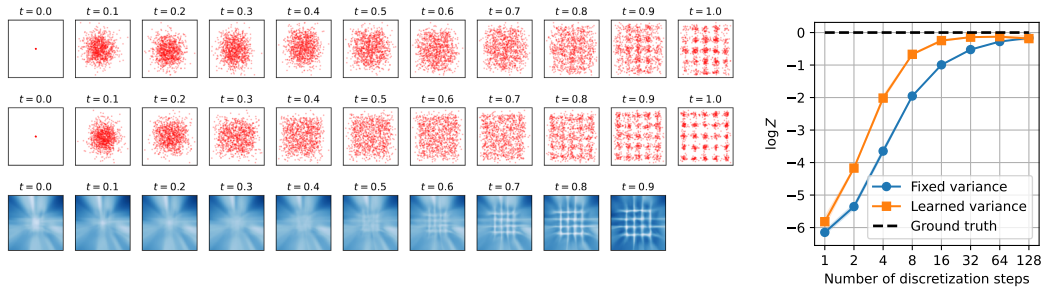 t = 0.0 t = 0.1 t = 0.2 t = 0.3 t = 0.4 t = 0.5 t = 0.6 t = 0.7 t = 0.8 t = 0.9 t = 1.0
t = 0.0 t = 0.1 t = 0.2 t = 0.3 t = 0.4 t = 0.5 t = 0.6 t = 0.7 t = 0.8 t = 0.9 t = 1.0
t = 0.0 t = 0.1 t = 0.2 t = 0.3 t = 0.4 t = 0.5 t = 0.6 t = 0.7 t = 0.8 t = 0.9
log Z
0
−1
−2
−3
−4
−5
−6
Fixed variance
Learned variance
Ground truth
1 2 4 8 16 32 64 128
Number of discretization steps